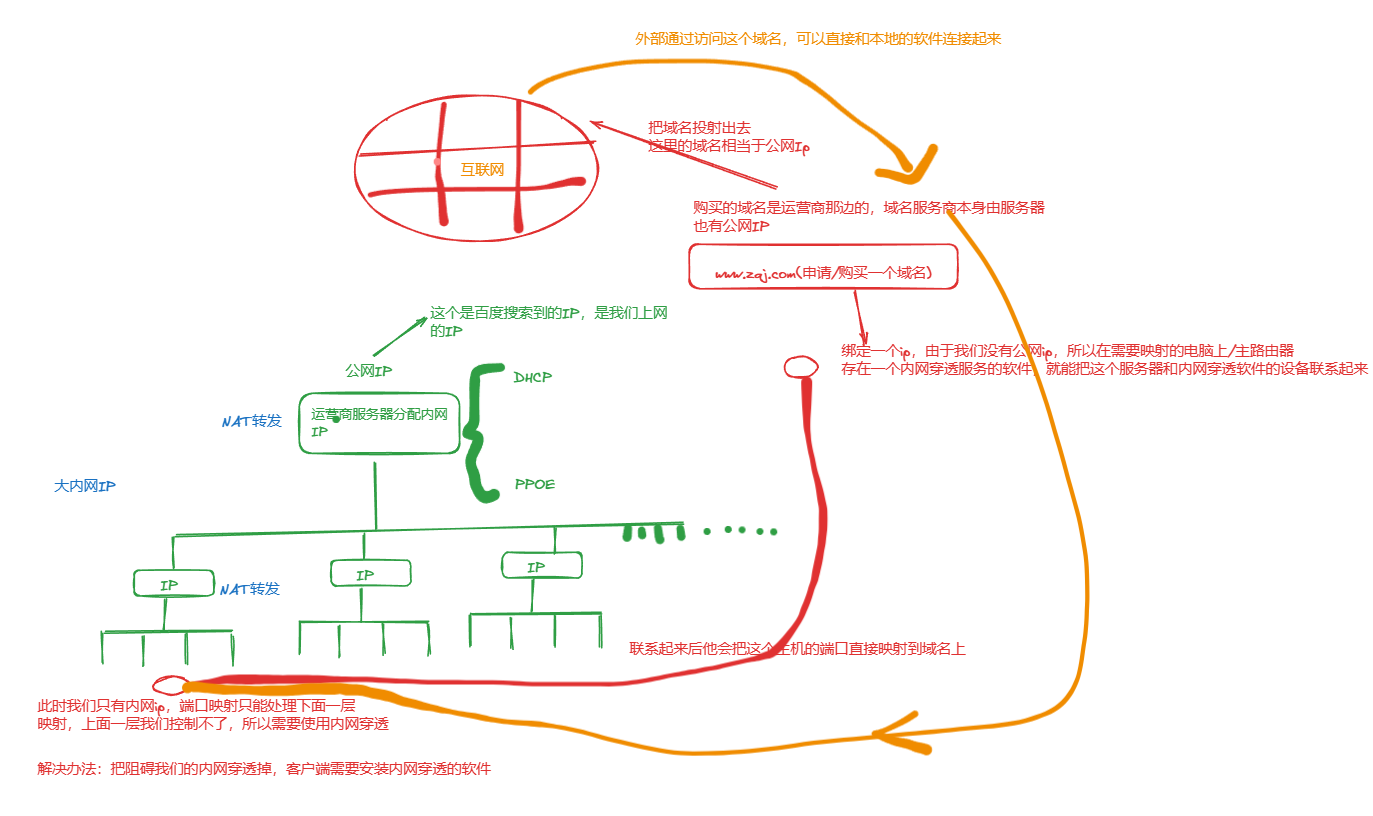 外部通过访问这个域名，可以直接和本地的软件连接起来
把域名投射出去
这里的域名相当于公网Ip
互联网
购买的域名是运营商那边的，域名服务商本身由服务器
也有公网IP
www.zqj.com(申请/购买一个域名)
这个是百度搜索到的IP，是我们上网
的IP
绑定一个ip，由于我们没有公网ip，所以在需要映射的电脑上/主路由器
存在一个内网穿透服务的软件，就能把这个服务器和内网穿透软件的设备联系起来
公网IP
DHCP
NAT转发
运营商服务器分配内网
IP
大内网IP
PPOE
IP
NAT转发
IP
IP
联系起来后他会把这个主机的端口直接映射到域名上
此时我们只有内网ip，端口映射只能处理下面一层
映射，上面一层我们控制不了，所以需要使用内网穿透
解决办法：把阻碍我们的内网穿透掉，客户端需要安装内网穿透的软件